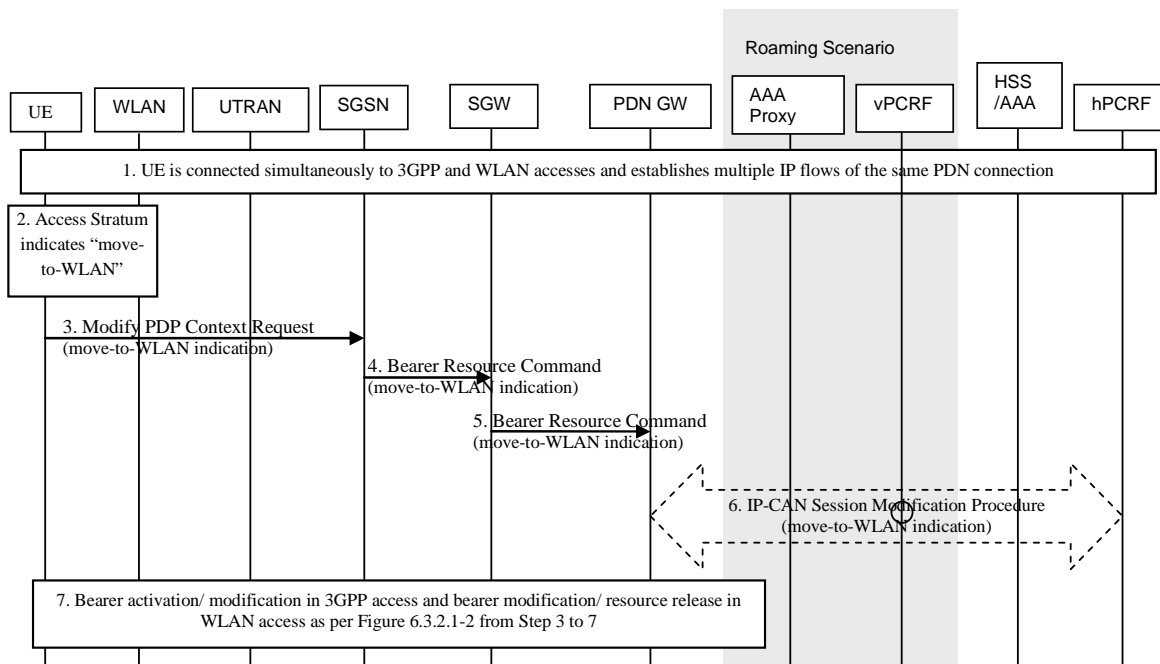 Roaming Scenario
UE
WLAN
UTRAN
SGSN
SGW
PDN GW
AAA
Proxy
vPCRF
HSS
/AAA
hPCRF
1. UE is connected simultaneously to 3GPP and WLAN accesses and establishes multiple IP flows of the same PDN connection
2. Access Stratum
indicates “move-
to-WLAN”
3. Modify PDP Context Request
(move-to-WLAN indication)
4. Bearer Resource Command
(move-to-WLAN indication)
5. Bearer Resource Command
(move-to-WLAN indication)
6. IP-CAN Session Modification Procedure
(move-to-WLAN indication)
7. Bearer activation/ modification in 3GPP access and bearer modification/ resource release in
WLAN access as per Figure 6.3.2.1-2 from Step 3 to 7